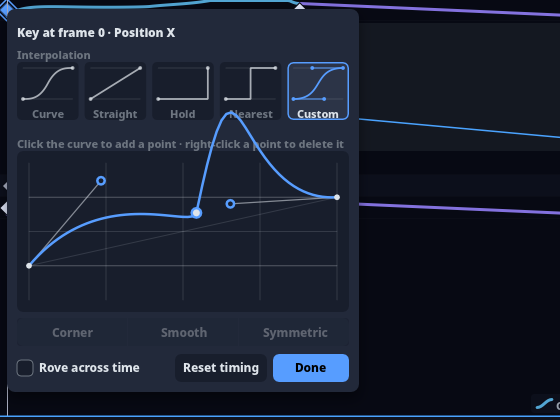 Key at frame 0 · Position X
Interpolation
Curve Straight Hold Nearest Custom
Click the curve to add a point · right-click a point to delete it
Corner Smooth Symmetric
Rove across time Reset timing Done